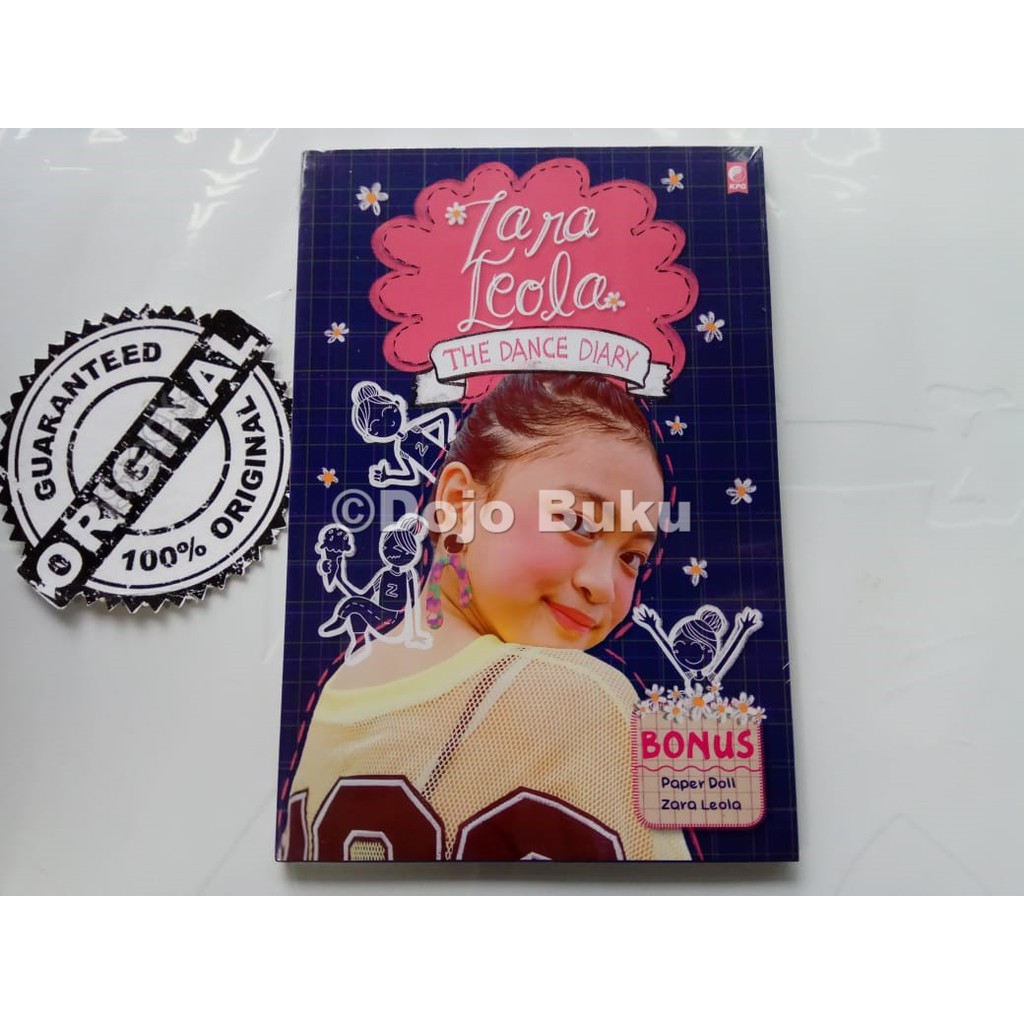 KPG
Zara
Leola
THE DANCE DIARY
GUARANTEED
ORIGINAL
100% ORIGINAL
Z
©Dojo Buku
Z
BONUS
Paper Doll
Zara Leola